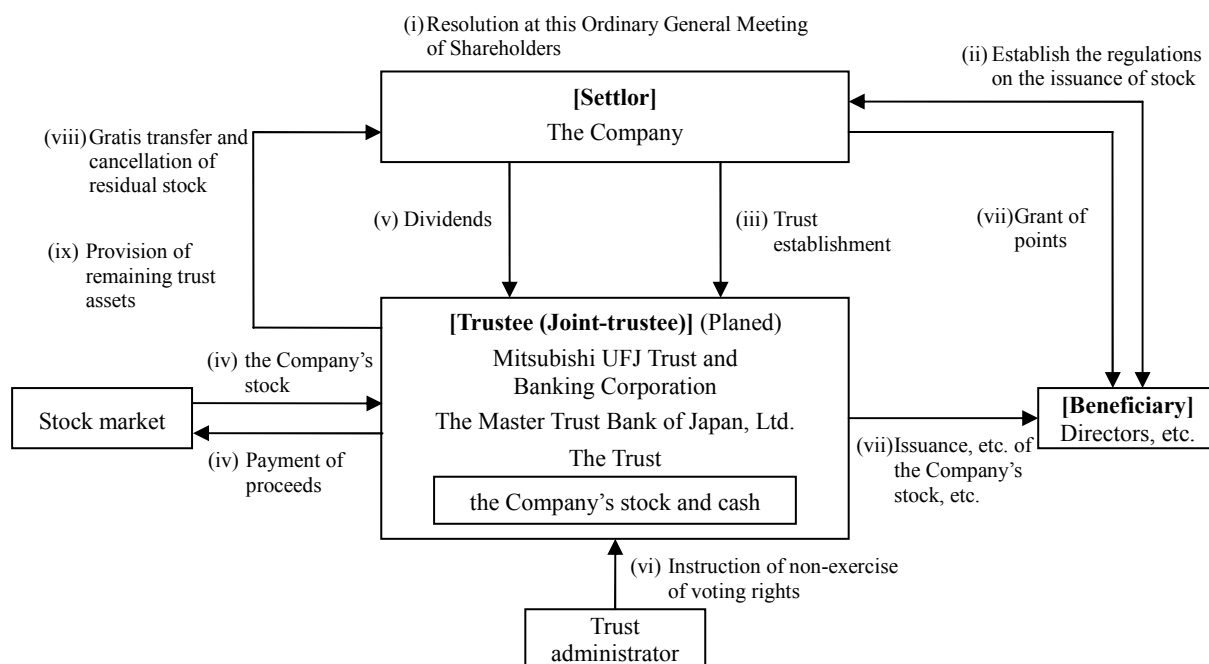 (i) Resolution at this Ordinary General Meeting
of Shareholders
(ii) Establish the regulations
on the issuance of stock
[Settlor]
The Company
(viii) Gratis transfer and
cancellation of
residual stock
(v) Dividends
(iii) Trust
establishment
(vii) Grant of
points
(ix) Provision of
remaining trust
assets
[Trustee (Joint-trustee)] (Planed)
Mitsubishi UFJ Trust and
Banking Corporation
The Master Trust Bank of Japan, Ltd.
The Trust
the Company’s stock and cash
(iv) the Company’s
stock
Stock market
(iv) Payment of
proceeds
[Beneficiary]
Directors, etc.
(vii) Issuance, etc. of
the Company’s
stock, etc.
(vi) Instruction of non-exercise
of voting rights
Trust
administrator